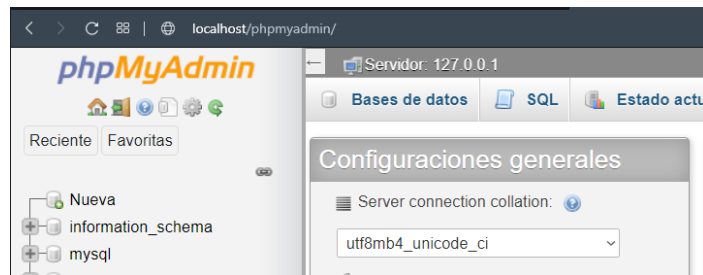 localhost/phpmyadmin/
phpMyAdmin
Reciente Favoritas
Nueva
information_schema
mysql
Servidor: 127.0.0.1
Bases de datos SQL Estado actu
Configuraciones generales
Server connection collation:
utf8mb4_unicode_ci